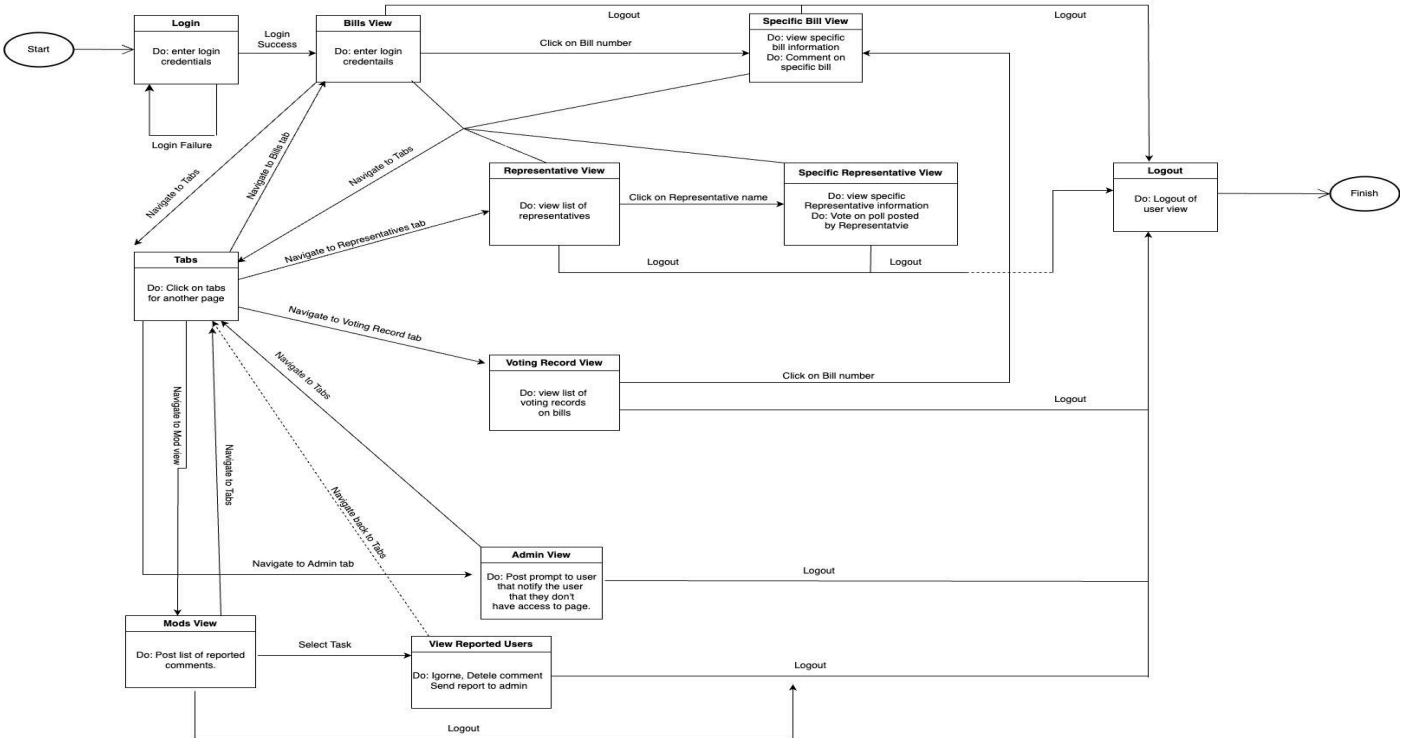 Logout
Logout
Start
Login
Do: enter login
credentials
Login
Success
Login Failure
Bills View
Do: enter login
credentails
Click on Bill number
Specific Bill View
Do: view specific
bill information
Do: Comment on
specific bill
Navigate to Tabs
Navigate to Bills tab
Navigate to Tabs
Representative View
Do: view list of
representatives
Click on Representative name
Specific Representative View
Do: view specific
Representative information
Do: Vote on poll posted
by Representatvie
Logout
Do: Logout of
user view
Finish
Navigate to Representatives tab
Logout
Logout
Tabs
Do: Click on tabs
for another page
Navigate to Voting Record tab
Voting Record View
Do: view list of
voting records
on bills
Click on Bill number
Logout
Navigate to Tabs
Navigate to Mod view
Navigate to Tabs
Navigate back to Tabs
Navigate to Admin tab
Admin View
Do: Post prompt to user
that notify the user
that they don't
have access to page.
Logout
Mods View
Do: Post list of reported
comments.
Select Task
View Reported Users
Do: Igorne, Detele comment
Send report to admin
Logout
Logout